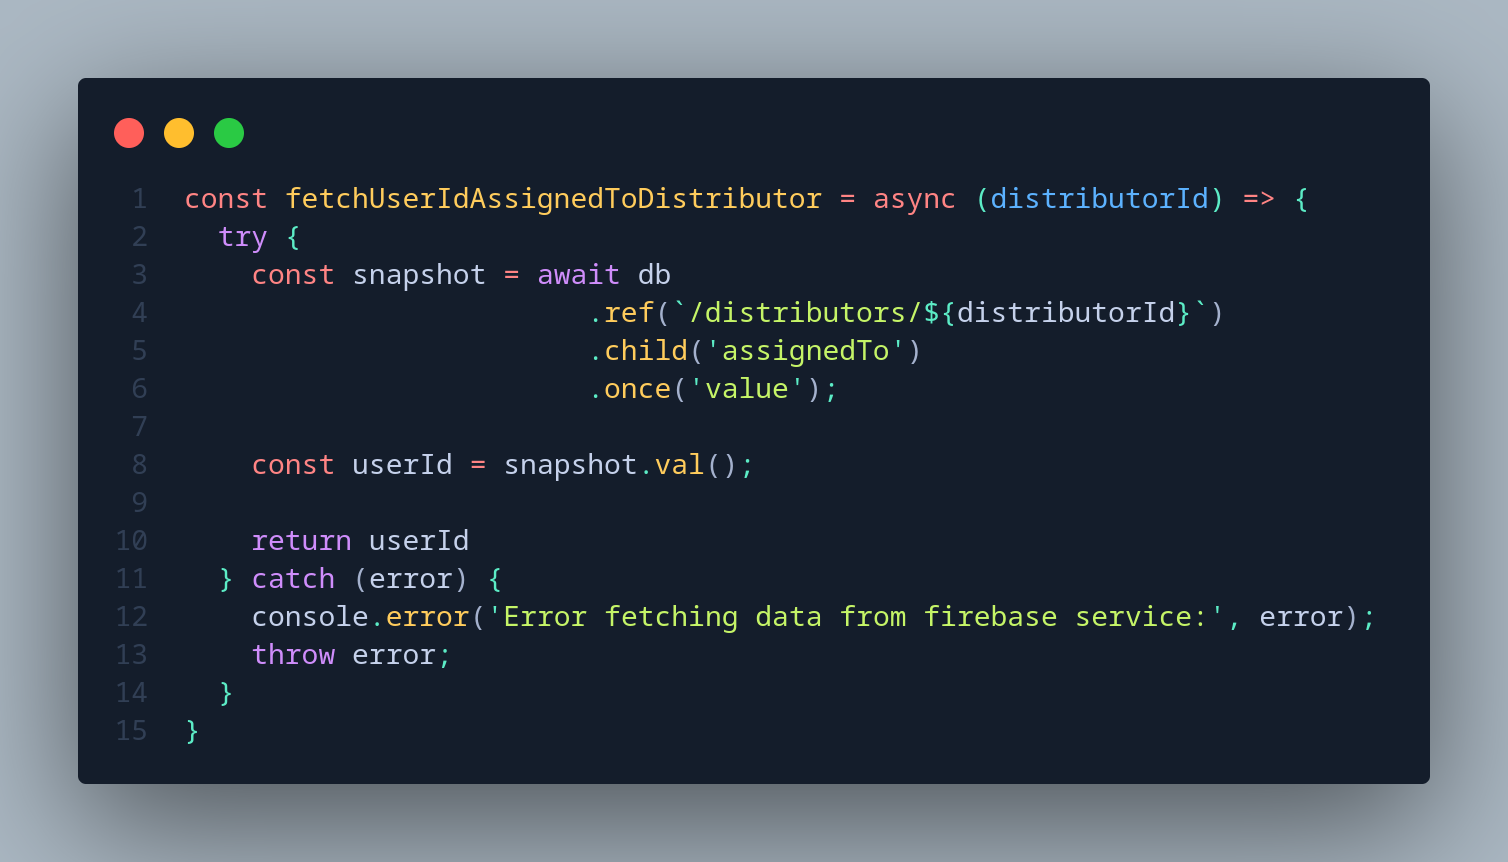 1 const fetchUserIdAssignedToDistributor = async (distributorId) => {
2   try {
3     const snapshot = await db
4                         .ref(`/distributors/${distributorId}`)
5                         .child('assignedTo')
6                         .once('value');
7
8     const userId = snapshot.val();
9
10     return userId
11   } catch (error) {
12     console.error('Error fetching data from firebase service:', error);
13     throw error;
14   }
15 }